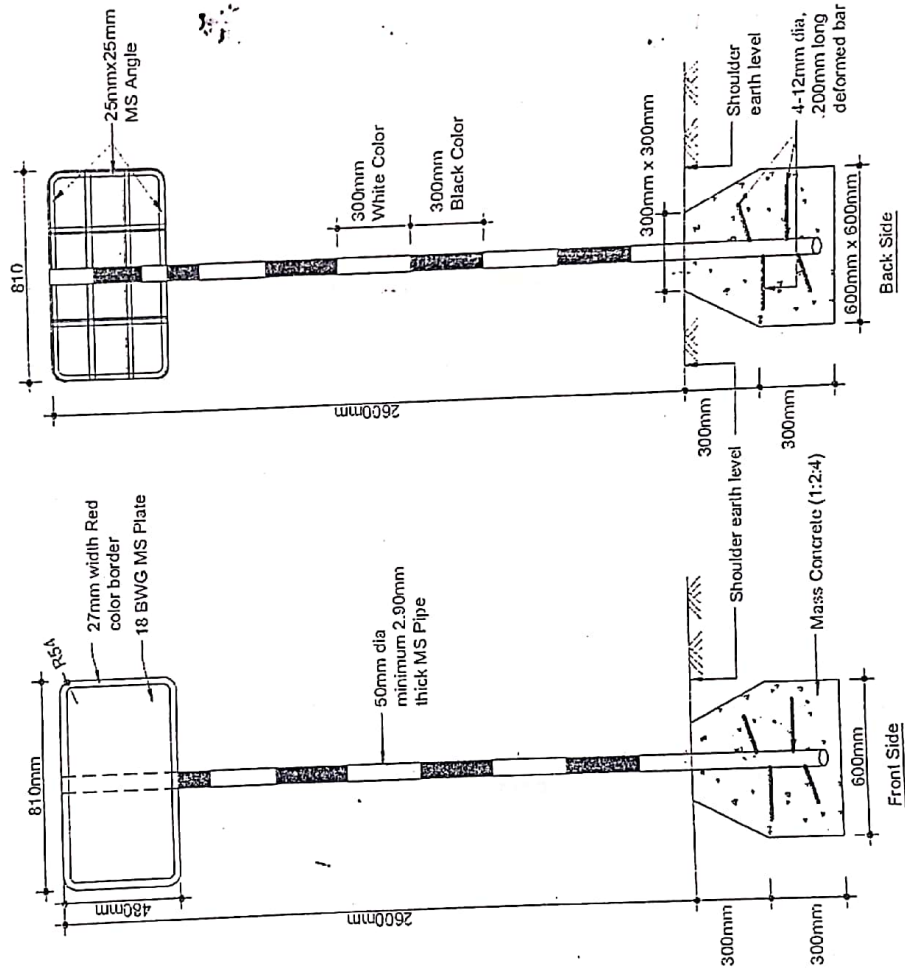 810
25mmx25mm
MS Angle
300mm
White Color
300mm
Black Color
2600mm
300mm x 300mm
Shoulder
earth level
4-12mm dia,
200mm long
deformed bar
300mm
300mm
600mm x 600mm
Back Side
810mm
R54
27mm width Red
color border
18 BWG MS Plate
480mm
50mm dia
minimum 2.90mm
thick MS Pipe
2600mm
Shoulder earth level
300mm
300mm
Mass Concrete (1:2:4)
600mm
Front Side